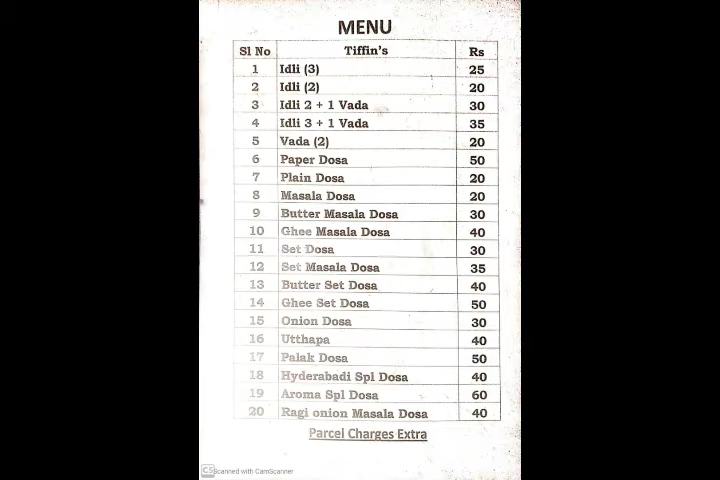 MENU
Sl No Tiffin's Rs
1 Idli (3) 25
2 Idli (2) 20
3 Idli 2 + 1 Vada 30
4 Idli 3 + 1 Vada 35
5 Vada (2) 20
6 Paper Dosa 50
7 Plain Dosa 20
8 Masala Dosa 20
9 Butter Masala Dosa 30
10 Ghee Masala Dosa 40
11 Set Dosa 30
12 Set Masala Dosa 35
13 Butter Set Dosa 40
14 Ghee Set Dosa 50
15 Onion Dosa 30
16 Utthapa 40
17 Palak Dosa 50
18 Hyderabadi Spl Dosa 40
19 Aroma Spl Dosa 60
20 Ragi onion Masala Dosa 40
Parcel Charges Extra
CS Scanned with CamScanner